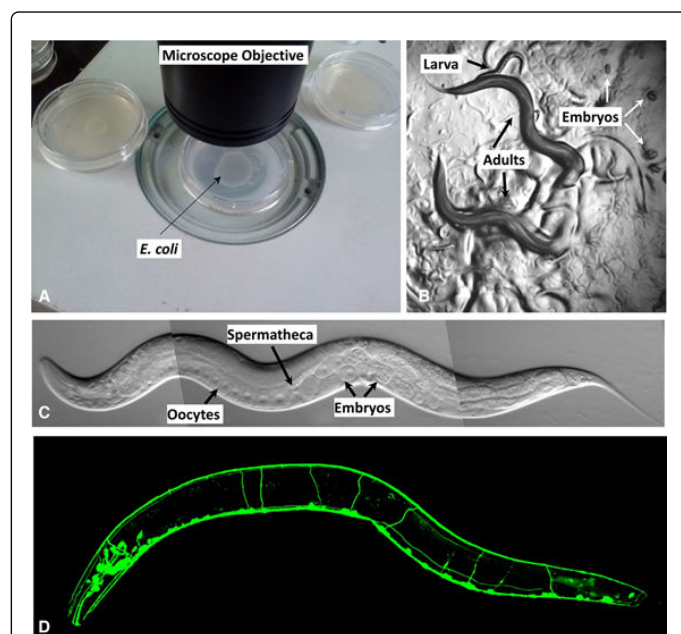 Microscope Objective
E. coli
A
Larva
Embryos
Adults
B
Spermatheca
Oocytes
Embryos
C
D